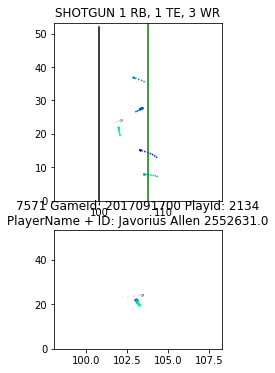 SHOTGUN 1 RB, 1 TE, 3 WR
50
40
30
20
10
0
100 110
7571 GameId: 2017091700 PlayId: 2134
PlayerName + ID: Javorius Allen 2552631.0
40
20
0
100.0 102.5 105.0 107.5